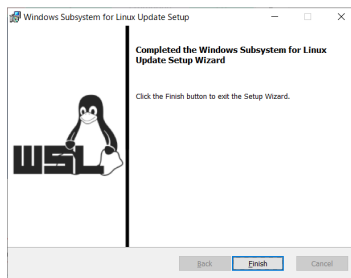 Windows Subsystem for Linux Update Setup
Completed the Windows Subsystem for Linux
Update Setup Wizard
Click the Finish button to exit the Setup Wizard.
WSL
Back
Finish
Cancel